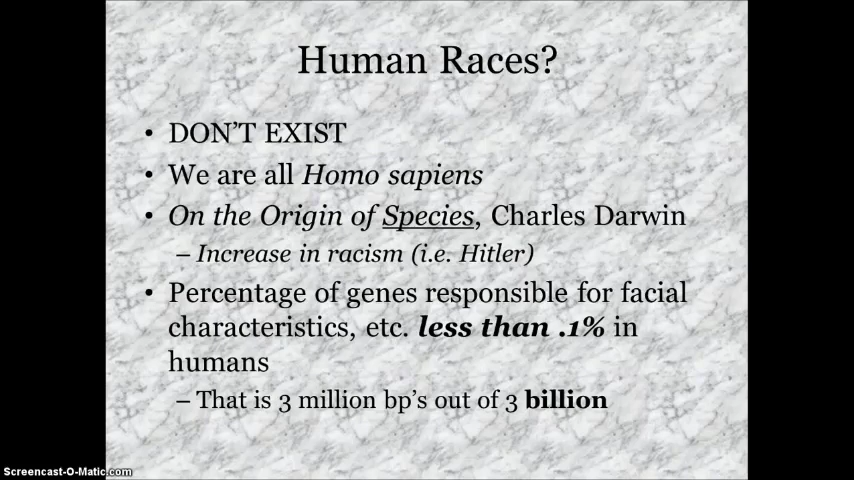 Human Races?
• DON'T EXIST
• We are all Homo sapiens
• On the Origin of Species, Charles Darwin
– Increase in racism (i.e. Hitler)
• Percentage of genes responsible for facial
characteristics, etc. less than .1% in
humans
– That is 3 million bp's out of 3 billion
Screencast-O-Matic.com